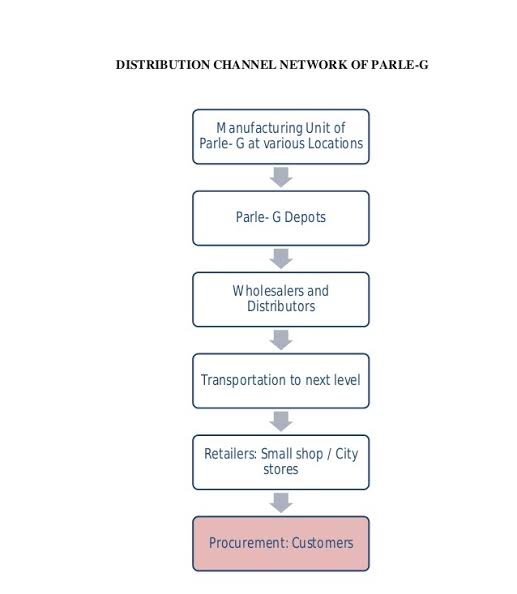 DISTRIBUTION CHANNEL NETWORK OF PARLE-G
Manufacturing Unit of
Parle- G at various Locations
Parle- G Depots
Wholesalers and
Distributors
Transportation to next level
Retailers: Small shop / City
stores
Procurement: Customers